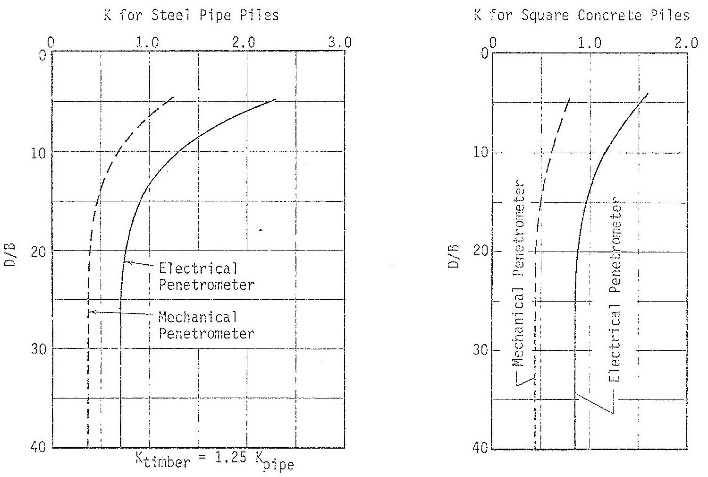 K for Steel Pipe Piles
0 1.0 2.0 3.0
0
10
20
30
40
D/B
Electrical
Penetrometer
Mechanical
Penetrometer
Ktimber = 1.25 Kpipe
K for Square Concrete Piles
0 1.0 2.0
0
10
20
30
40
D/B
Mechanical Penetrometer
Electrical Penetrometer